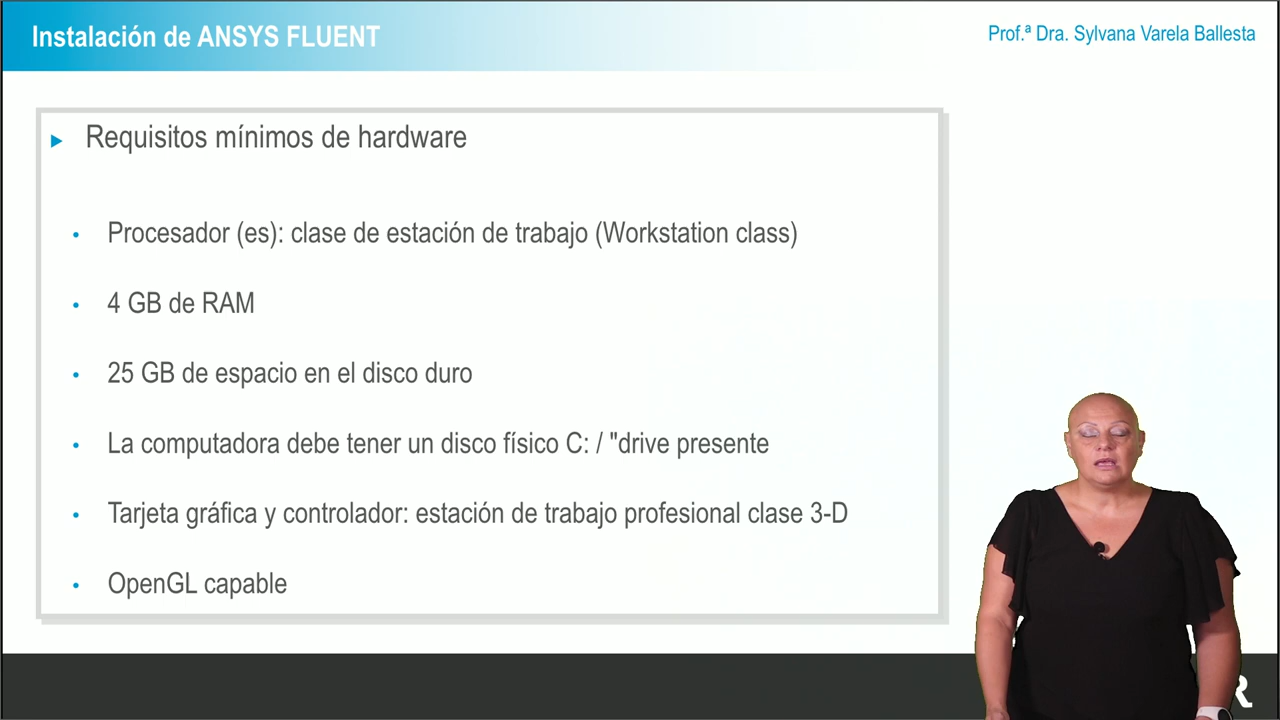 Instalación de ANSYS FLUENT
Prof.ª Dra. Sylvana Varela Ballesta
Requisitos mínimos de hardware
Procesador (es): clase de estación de trabajo (Workstation class)
4 GB de RAM
25 GB de espacio en el disco duro
La computadora debe tener un disco físico C: / "drive presente
Tarjeta gráfica y controlador: estación de trabajo profesional clase 3-D
OpenGL capable